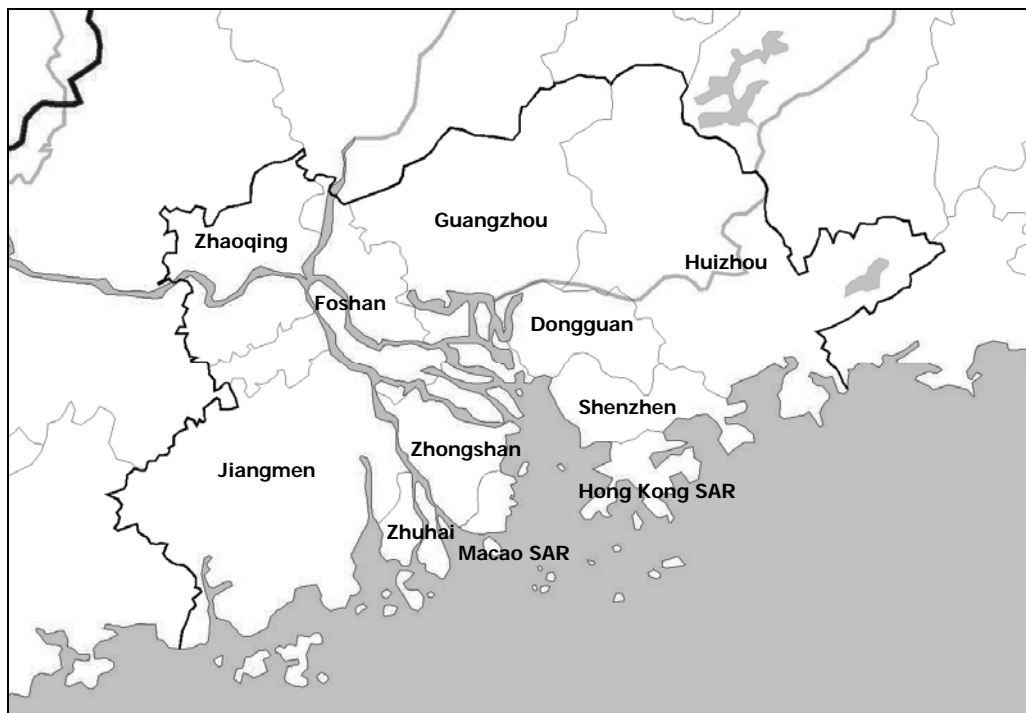 Guangzhou
Zhaoqing
Huizhou
Foshan
Dongguan
Shenzhen
Zhongshan
Jiangmen
Hong Kong SAR
Zhuhai
Macao SAR